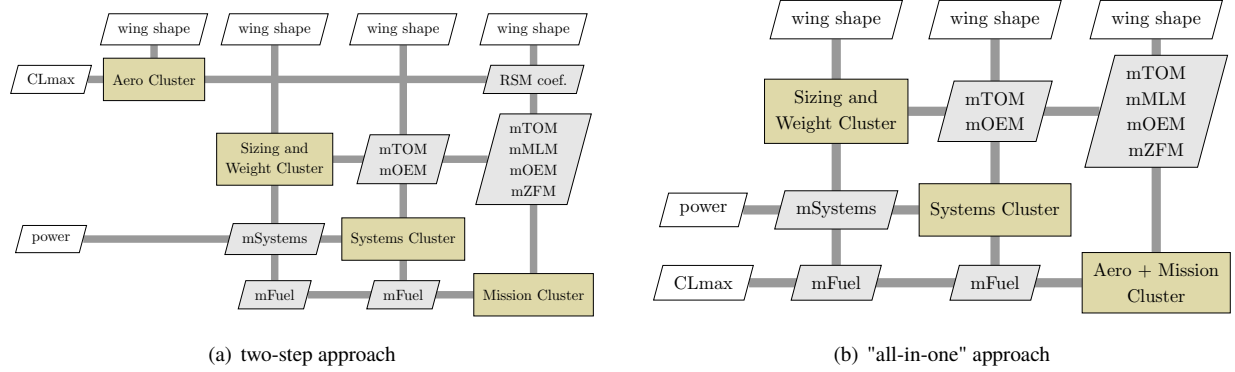 wing shape
wing shape
wing shape
wing shape
CLmax
Aero Cluster
RSM coef.
Sizing and
Weight Cluster
mTOM
mOEM
mTOM
mMLM
mOEM
mZFM
power
mSystems
Systems Cluster
mFuel
mFuel
Mission Cluster
(a) two-step approach
wing shape
wing shape
wing shape
Sizing and
Weight Cluster
mTOM
mOEM
mTOM
mMLM
mOEM
mZFM
power
mSystems
Systems Cluster
CLmax
mFuel
mFuel
Aero + Mission
Cluster
(b) "all-in-one" approach